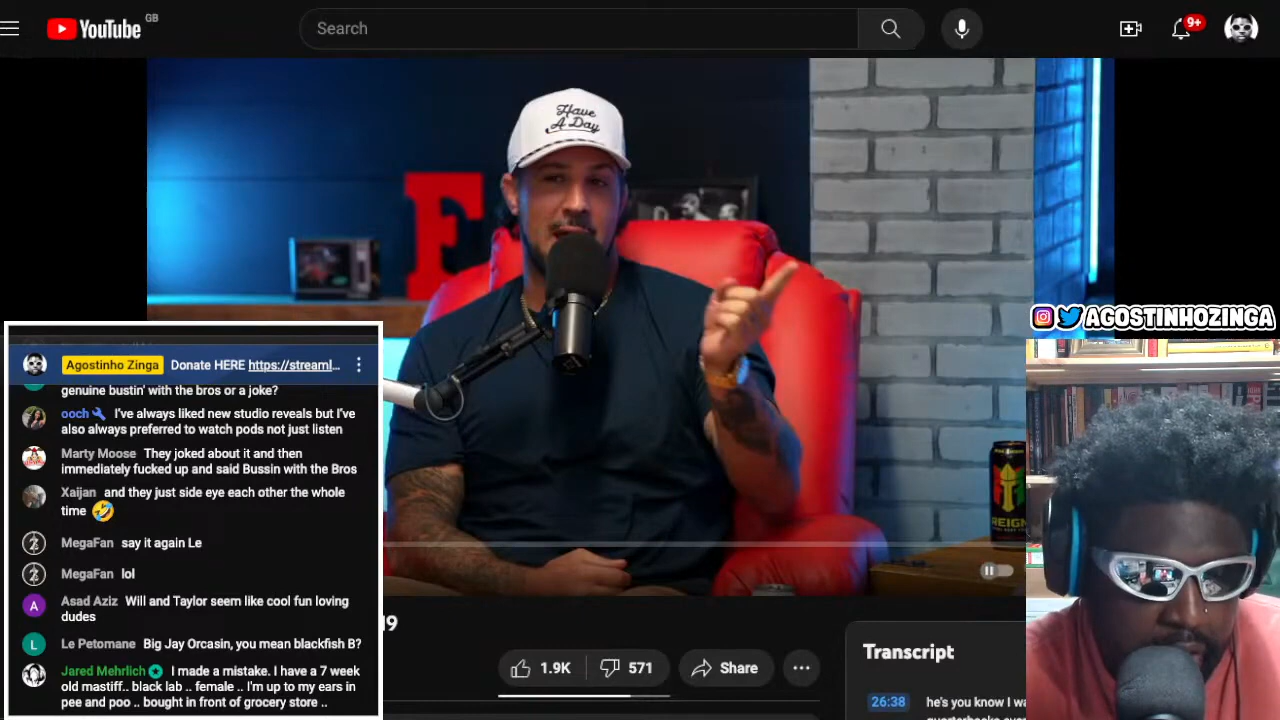 YouTube GB
Search
9+
Have
A Day
F
REIGN
AGOSTINHOZINGA
Agostinho Zinga Donate HERE https://streaml...
genuine bustin' with the bros or a joke?
ooch I've always liked new studio reveals but I've
also always preferred to watch pods not just listen
Marty Moose They joked about it and then
immediately fucked up and said Bussin with the Bros
Xaijan and they just side eye each other the whole
time 🤣
MegaFan say it again Le
MegaFan lol
A
Asad Aziz Will and Taylor seem like cool fun loving
dudes
L
Le Petomane Big Jay Orcasin, you mean blackfish B?
Jared Mehrlich I made a mistake. I have a 7 week
old mastiff.. black lab .. female .. I'm up to my ears in
pee and poo .. bought in front of grocery store ..
1.9K
571
Share
Transcript
26:38 he's you know I wa